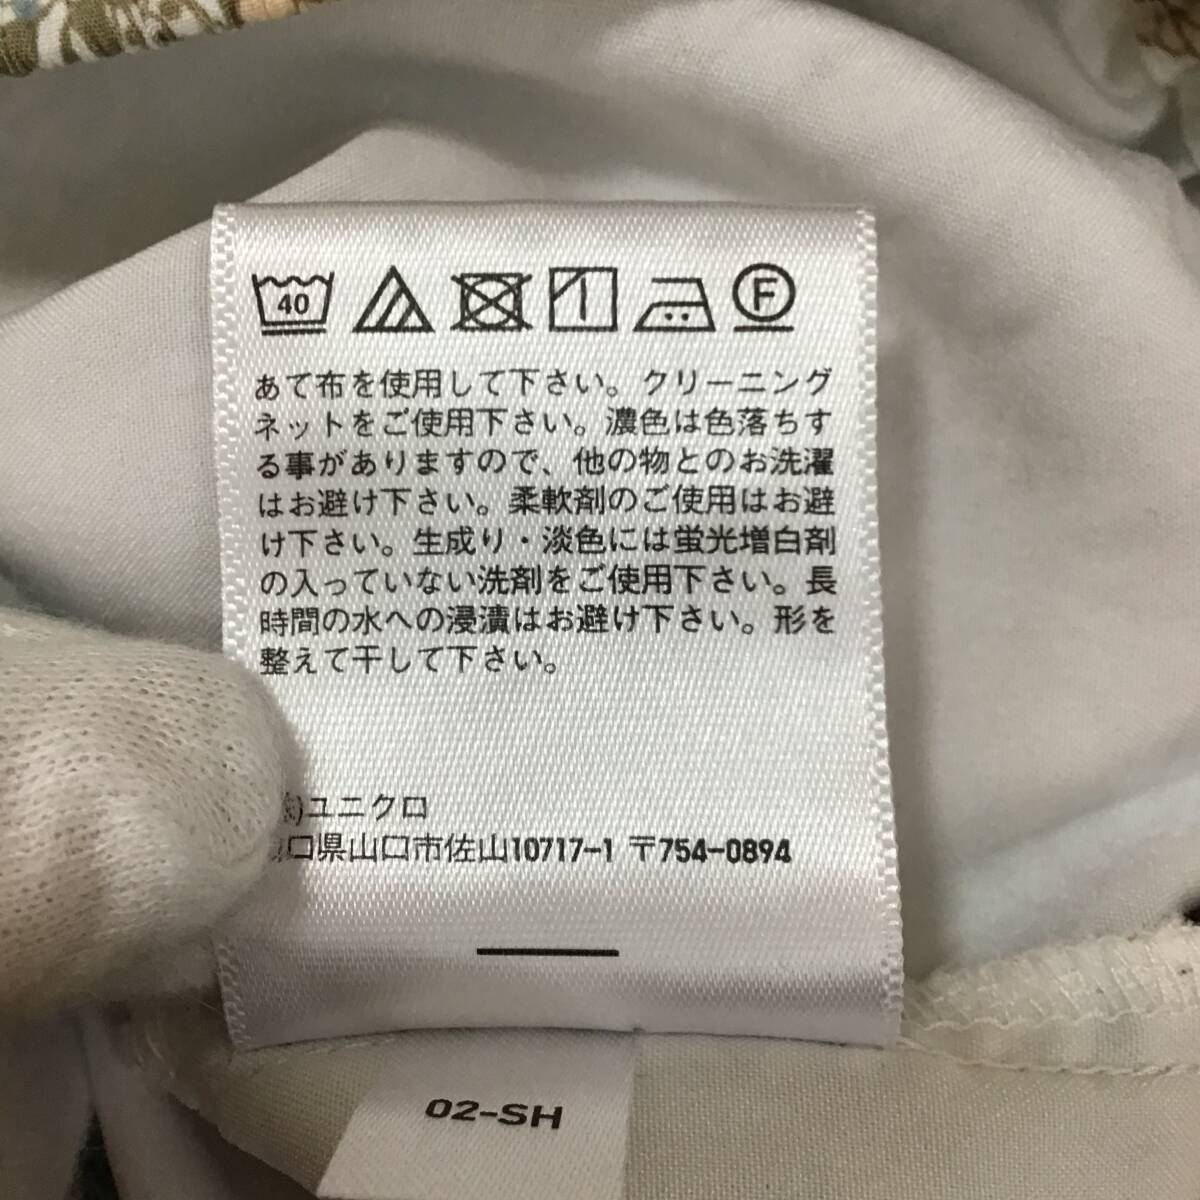 40 F
あて布を使用して下さい。クリーニング
ネットをご使用下さい。濃色は色落ちす
る事がありますので、他の物とのお洗濯
はお避け下さい。柔軟剤のご使用はお避
け下さい。生成り・淡色には蛍光増白剤
の入っていない洗剤をご使用下さい。長
時間の水への浸漬はお避け下さい。形を
整えて干して下さい。
)ユニクロ
口県山口市佐山10717-1 〒754-0894
02-SH